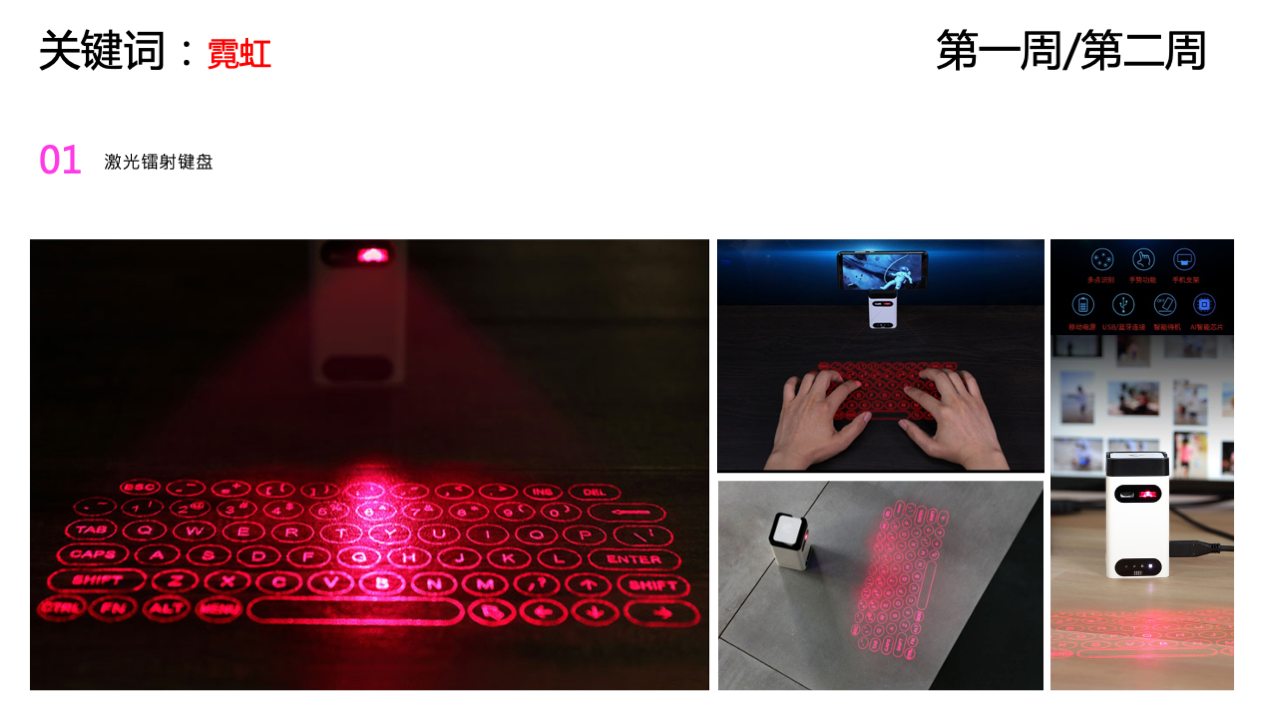 关键词：霓虹
第一周/第二周
01 激光镭射键盘
多点识别 手势功能 手机支架
移动电源 USB/蓝牙连接 智能待机 AI智能芯片
ESC INS DEL
TAB Q W E R T Y U I O P
CAPS A S D F G H J K L ENTER
SHIFT Z X C V B N M SHIFT
CTRL FN ALT MENU